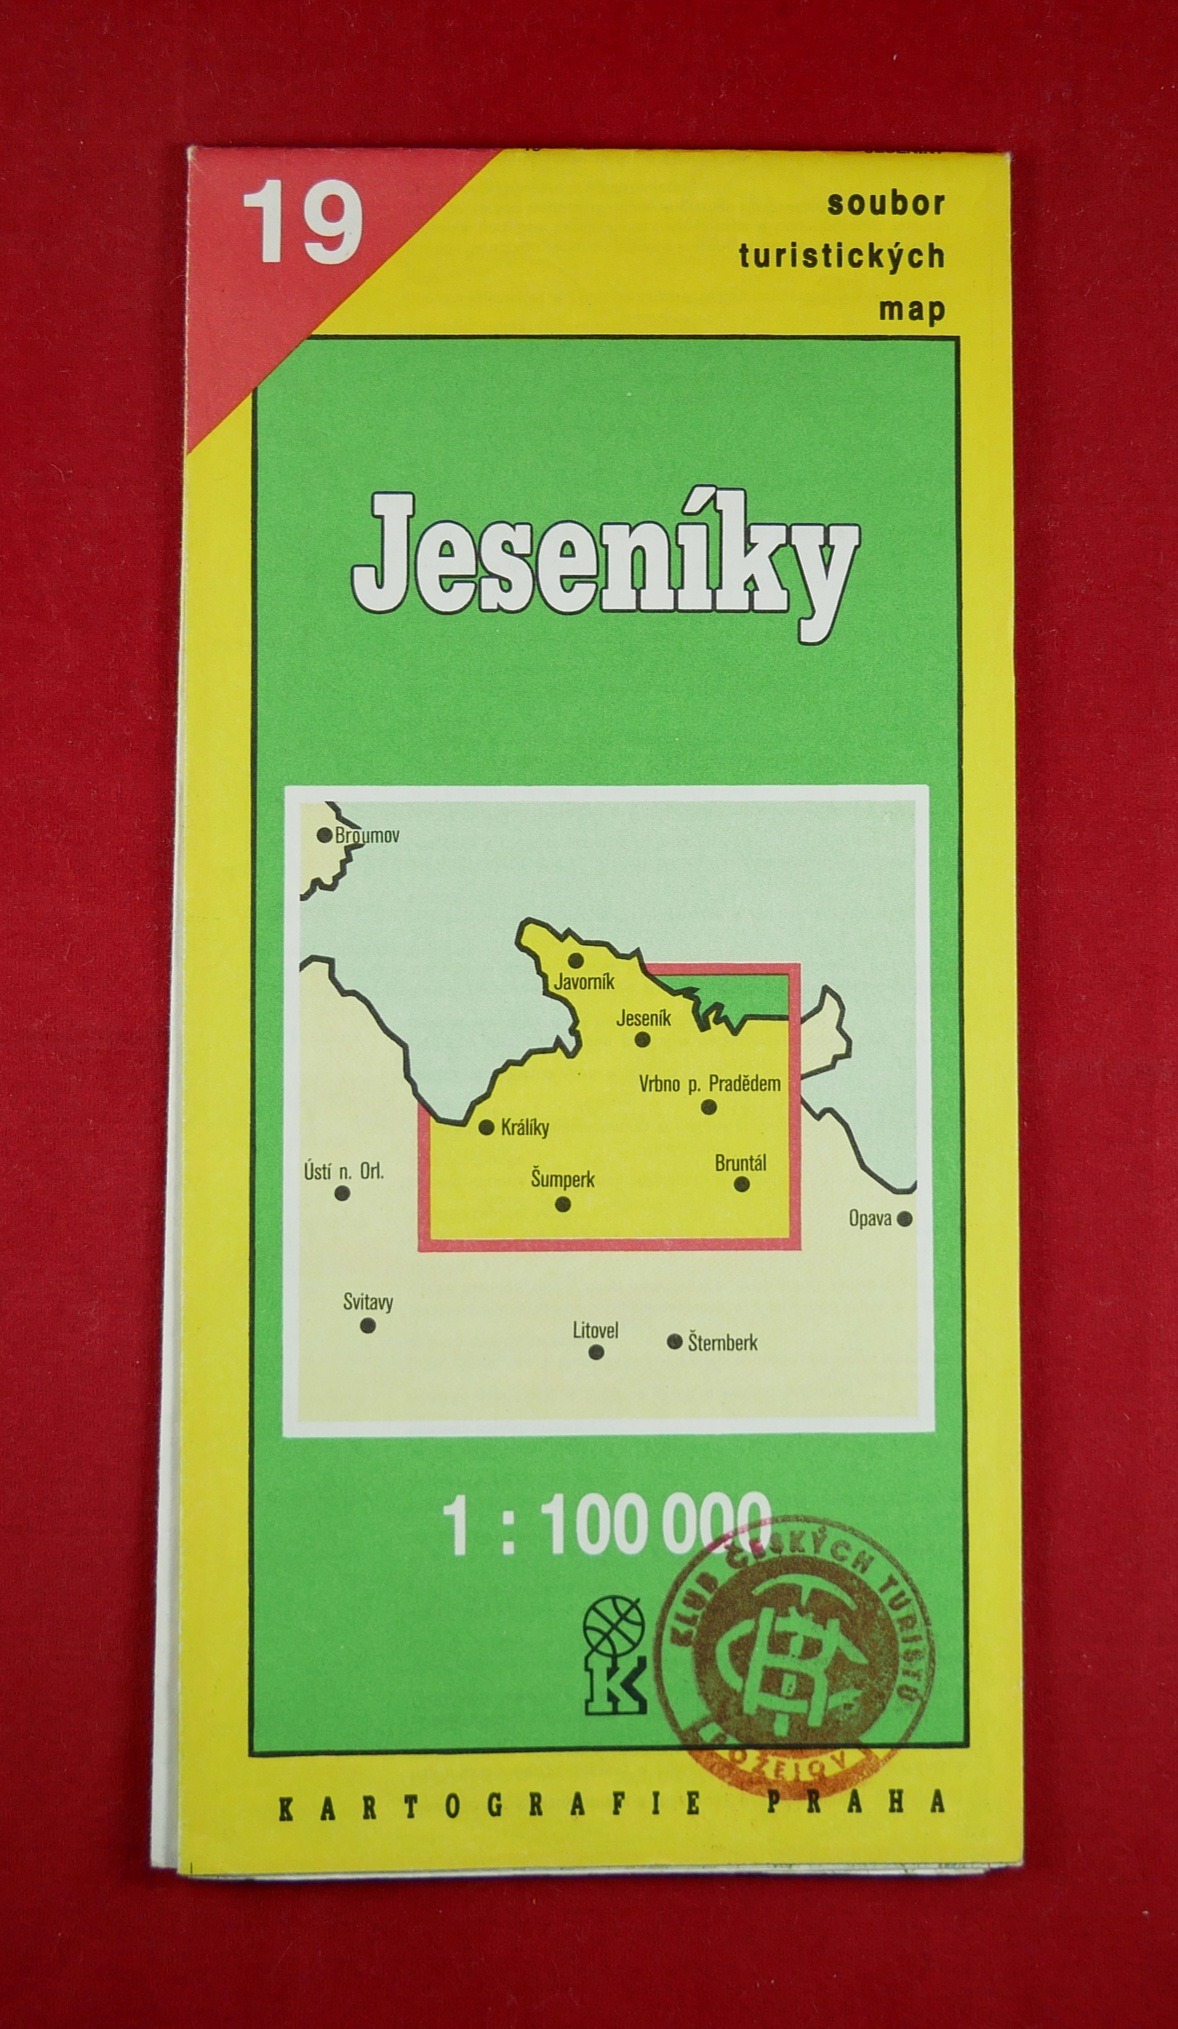 19
soubor
turistických
map
Jeseníky
Broumov
Javorník
Jeseník
Vrbno p. Pradědem
Králíky
Ústí n. Orl.
Šumperk
Bruntál
Opava
Svitavy
Litovel
Šternberk
1 : 100 000
KLUB ČESKÝCH TURISTŮ
K
KARTOGRAFIE PRAHA